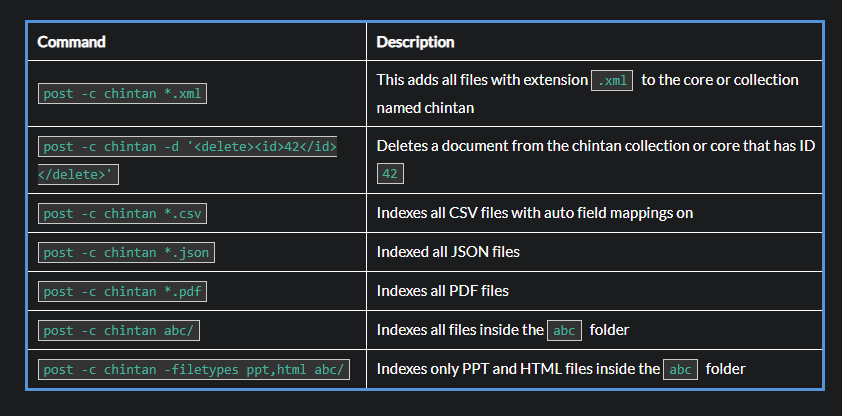 Command Description
post -c chintan *.xml This adds all files with extension .xml to the core or collection
named chintan
post -c chintan -d '<delete><id>42</id> Deletes a document from the chintan collection or core that has ID
</delete>' 42
post -c chintan *.csv Indexes all CSV files with auto field mappings on
post -c chintan *.json Indexed all JSON files
post -c chintan *.pdf Indexes all PDF files
post -c chintan abc/ Indexes all files inside the abc folder
post -c chintan -filetypes ppt,html abc/ Indexes only PPT and HTML files inside the abc folder